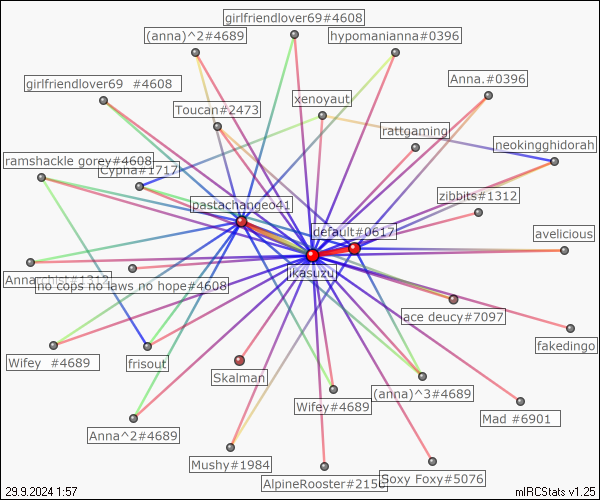 girlfriendlover69#4608
(anna)^2#4689
hypomanianna#0396
girlfriendlover69 #4608
Anna.#0396
xenoyaut
Toucan#2473
rattgaming
neokingghidorah
ramshackle gorey#4608
Cypha#1717
zibbits#1312
pastachangeo41
default#0617
avelicious
jkasuzu
no cops no laws no hope#4608
ace deucy#7097
fakedingo
Wifey #4689
frisout
Skalman
Wifey#4689
(anna)^3#4689
Mad #6901
Anna^2#4689
Mushy#1984
AlpineRooster#2150
Soxy Foxy#5076
29.9.2024 1:57
mIRCStats v1.25